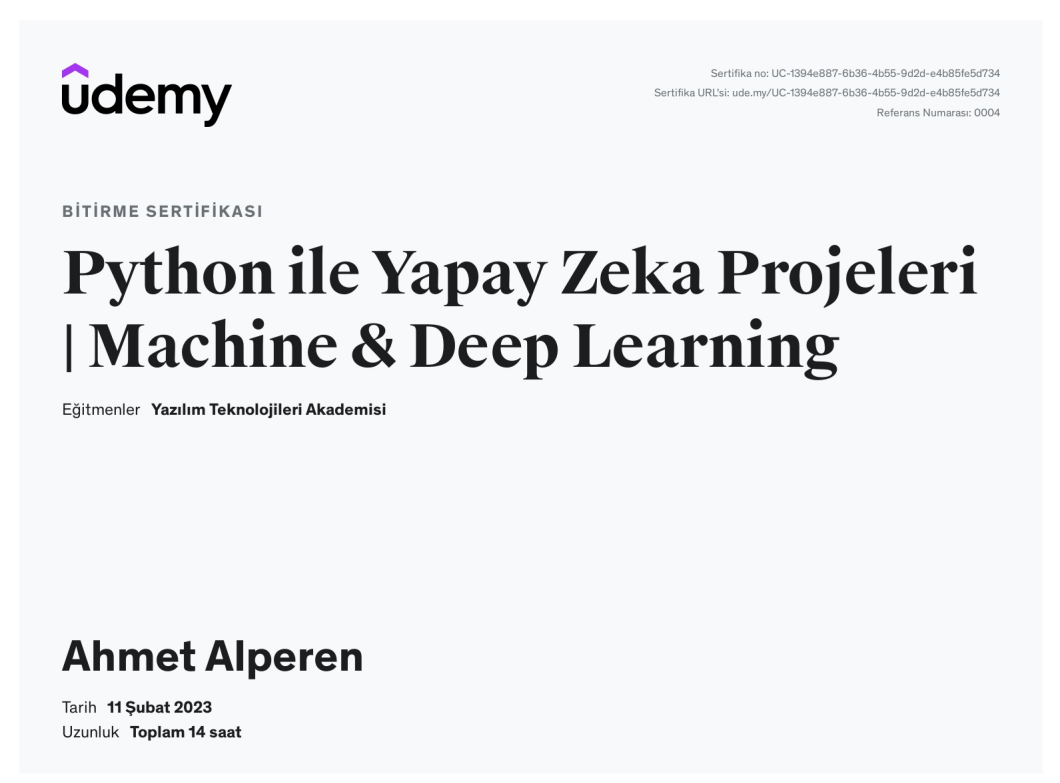 udemy
Sertifika no: UC-1394e887-6b36-4b55-9d2d-e4b85fe5d734
Sertifika URL'si: ude.my/UC-1394e887-6b36-4b55-9d2d-e4b85fe5d734
Referans Numarası: 0004
BİTİRME SERTİFİKASI
Python ile Yapay Zeka Projeleri
| Machine & Deep Learning
Eğitmenler Yazılım Teknolojileri Akademisi
Ahmet Alperen
Tarih 11 Şubat 2023
Uzunluk Toplam 14 saat